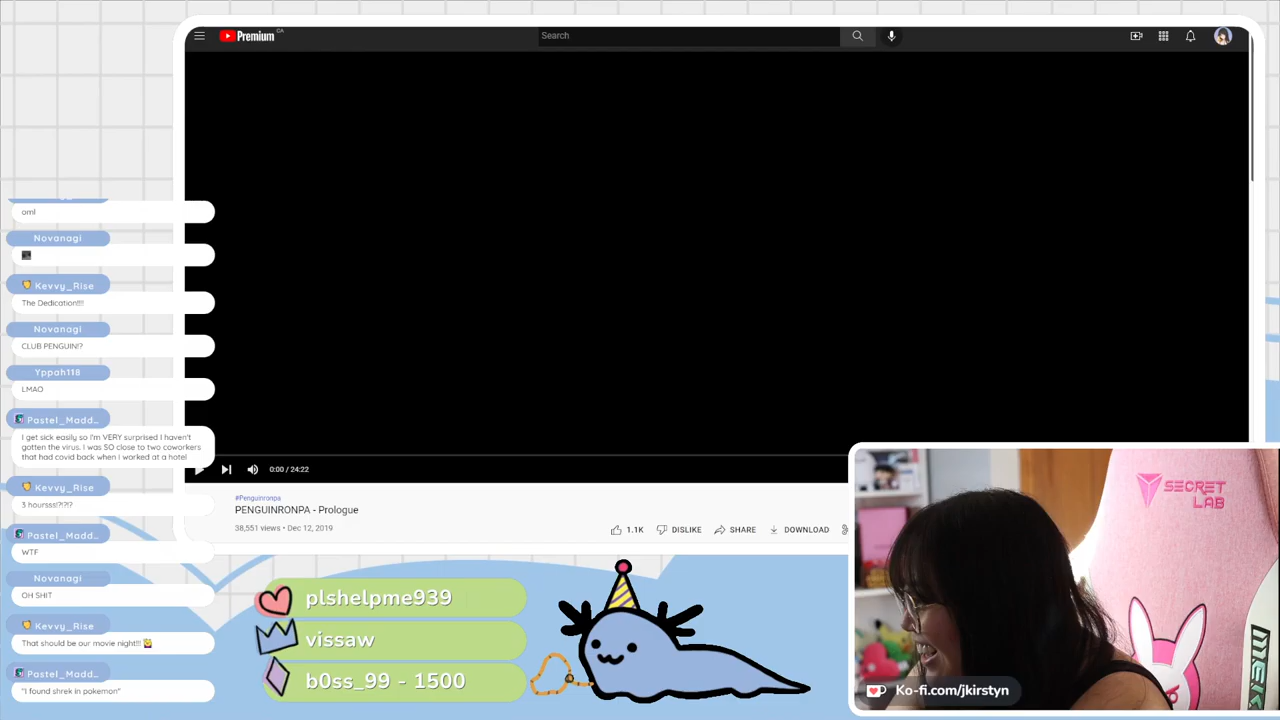 Premium CA
Search
oml
Novanagi
Kevvy_Rise
The Dedication!!!!
Novanagi
CLUB PENGUIN!?
Yppah118
LMAO
Pastel_Madd...
I get sick easily so I'm VERY surprised I haven't
gotten the virus. I was SO close to two coworkers
that had covid back when I worked at a hotel
Kevvy_Rise
3 hoursss!?!?!?
Pastel_Madd...
WTF
Novanagi
OH SHIT
Kevvy_Rise
That should be our movie night!!!
Pastel_Madd...
"I found shrek in pokemon"
0:00 / 24:22
#Penguinronpa
PENGUINRONPA - Prologue
38,551 views • Dec 12, 2019
1.1K
DISLIKE
SHARE
DOWNLOAD
plshelpme939
vissaw
b0ss_99 - 1500
SECRET
LAB
MEK
Ko-fi.com/jkirstyn